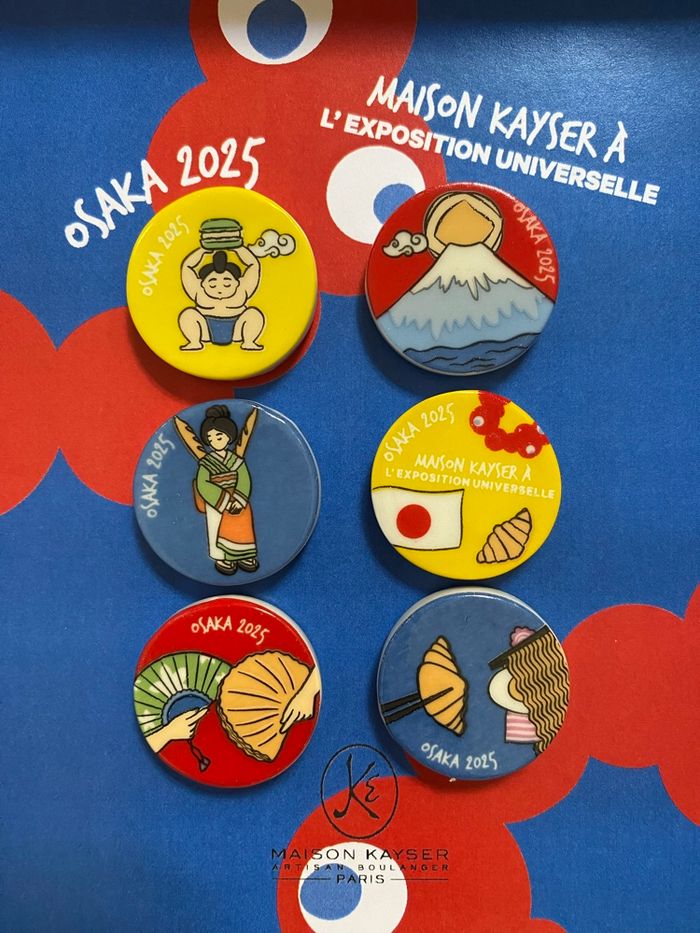 MAISON KAYSER À
L'EXPOSITION UNIVERSELLE
OSAKA 2025
OSAKA 2025
OSAKA 2025
OSAKA 2025
OSAKA 2025
MAISON KAYSER À
L'EXPOSITION UNIVERSELLE
OSAKA 2025
OSAKA 2025
KE
MAISON KAYSER
ARTISAN BOULANGER
PARIS